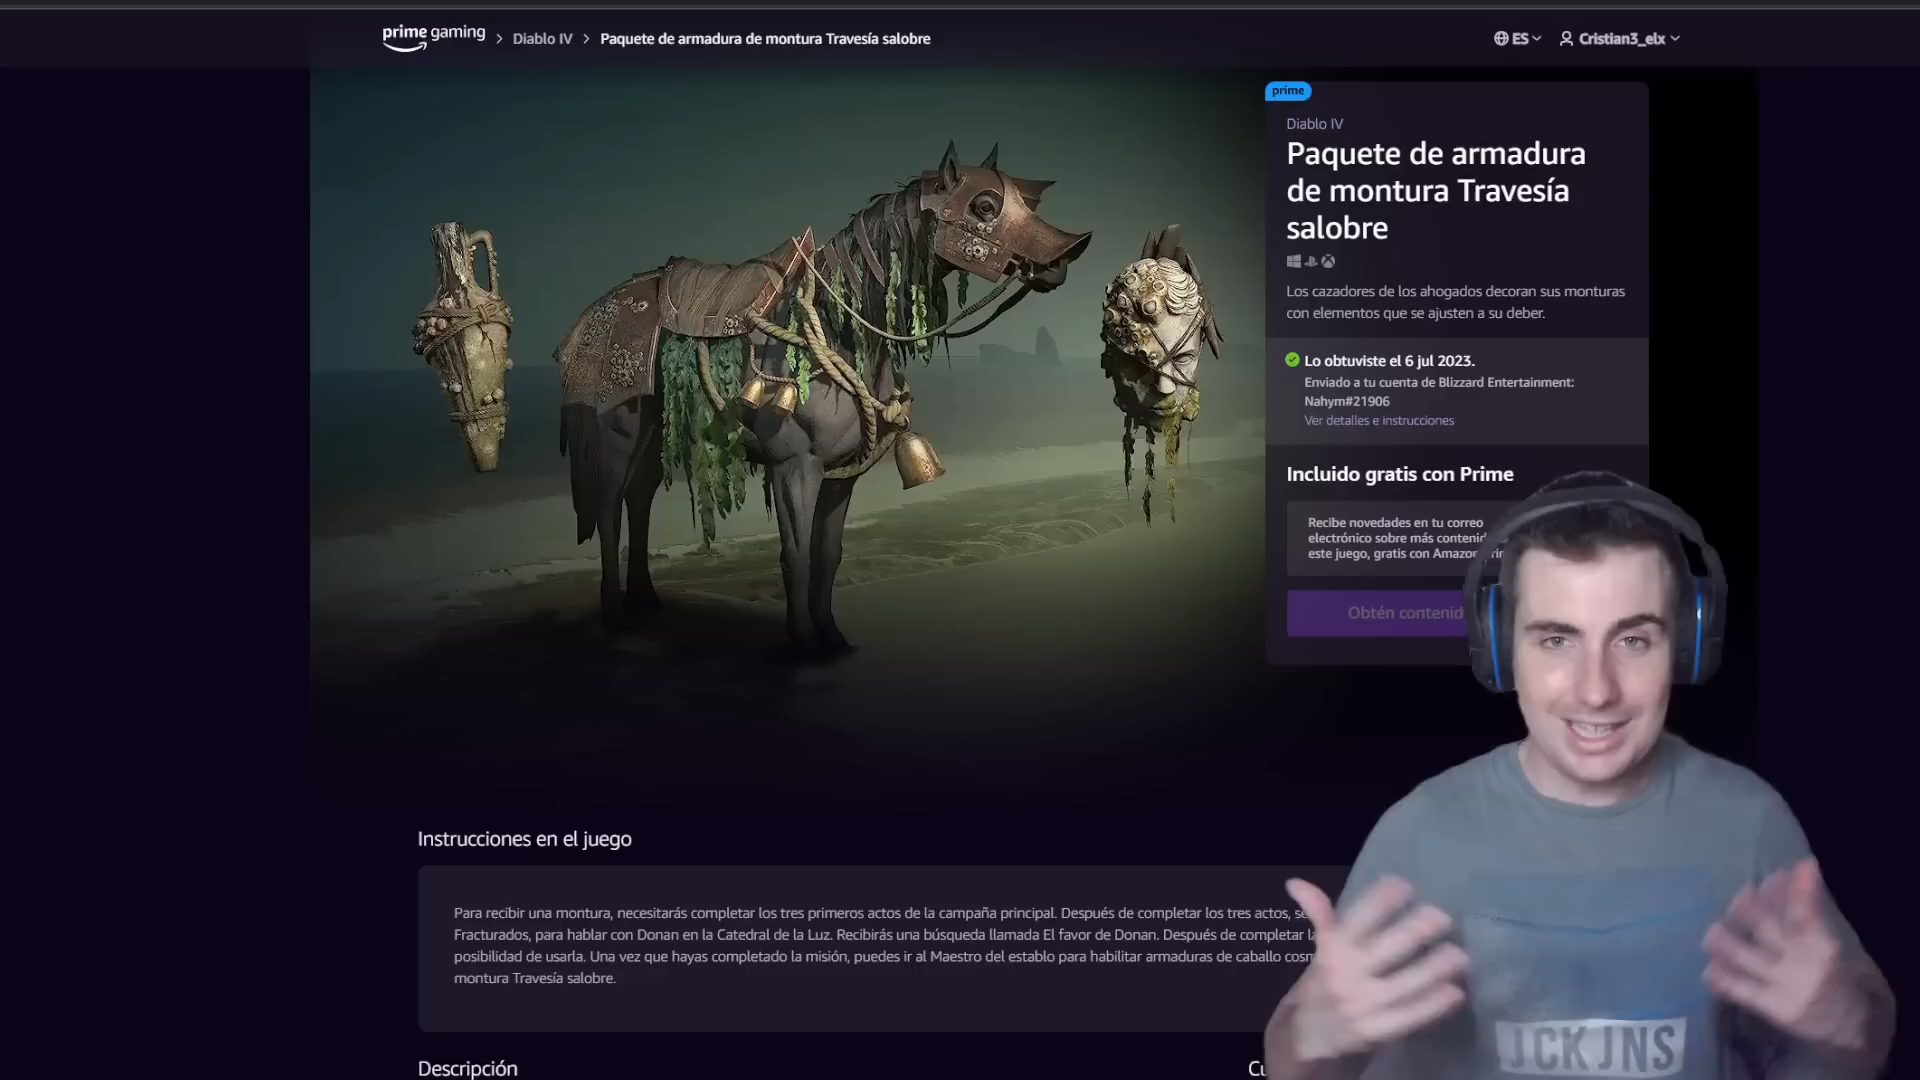 prime gaming > Diablo IV > Paquete de armadura de montura Travesía salobre
ES
Cristian3_elx
prime
Diablo IV
Paquete de armadura
de montura Travesía
salobre
Los cazadores de los ahogados decoran sus monturas
con elementos que se ajusten a su deber.
Lo obtuviste el 6 jul 2023.
Enviado a tu cuenta de Blizzard Entertainment:
Nahym#21906
Ver detalles e instrucciones
Incluido gratis con Prime
Recibe novedades en tu correo
electrónico sobre más
este juego, gratis con
Obtén
Instrucciones en el juego
Para recibir una montura, necesitarás completar los tres primeros actos de la campaña principal. Después de completar los tres actos,
Fracturados, para hablar con Donan en la Catedral de la Luz. Recibirás una búsqueda llamada El favor de Donan. Después de completar
posibilidad de usarla. Una vez que hayas completado la misión, puedes ir al Maestro del establo para habilitar armaduras de caballo
montura Travesía salobre.
Descripción
JCKJNS